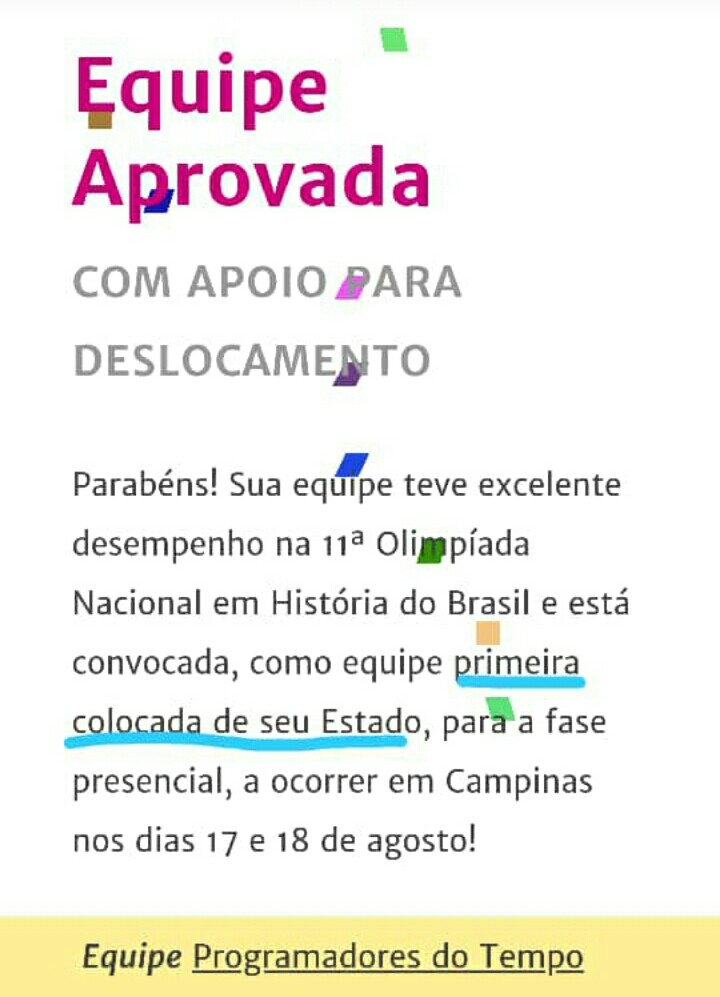 Equipe
Aprovada
COM APOIO PARA
DESLOCAMENTO
Parabéns! Sua equipe teve excelente
desempenho na 11ª Olimpíada
Nacional em História do Brasil e está
convocada, como equipe primeira
colocada de seu Estado, para a fase
presencial, a ocorrer em Campinas
nos dias 17 e 18 de agosto!
Equipe Programadores do Tempo